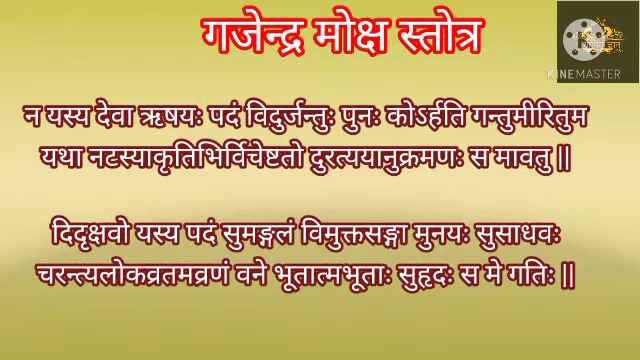 गजेन्द्र मोक्ष स्तोत्र
KINEMASTER
न यस्य देवा ऋषयः पदं विदुर्जन्तुः पुनः कोऽर्हति गन्तुमीरितुम
यथा नटस्याकृतिभिर्विचेष्टतो दुरत्ययानुक्रमणः स मावतु ||
दिदृक्षवो यस्य पदं सुमङ्गलं विमुक्तसङ्गा मुनयः सुसाधवः
चरन्त्यलोकव्रतमव्रणं वने भूतात्मभूताः सुहृदः स मे गतिः ||